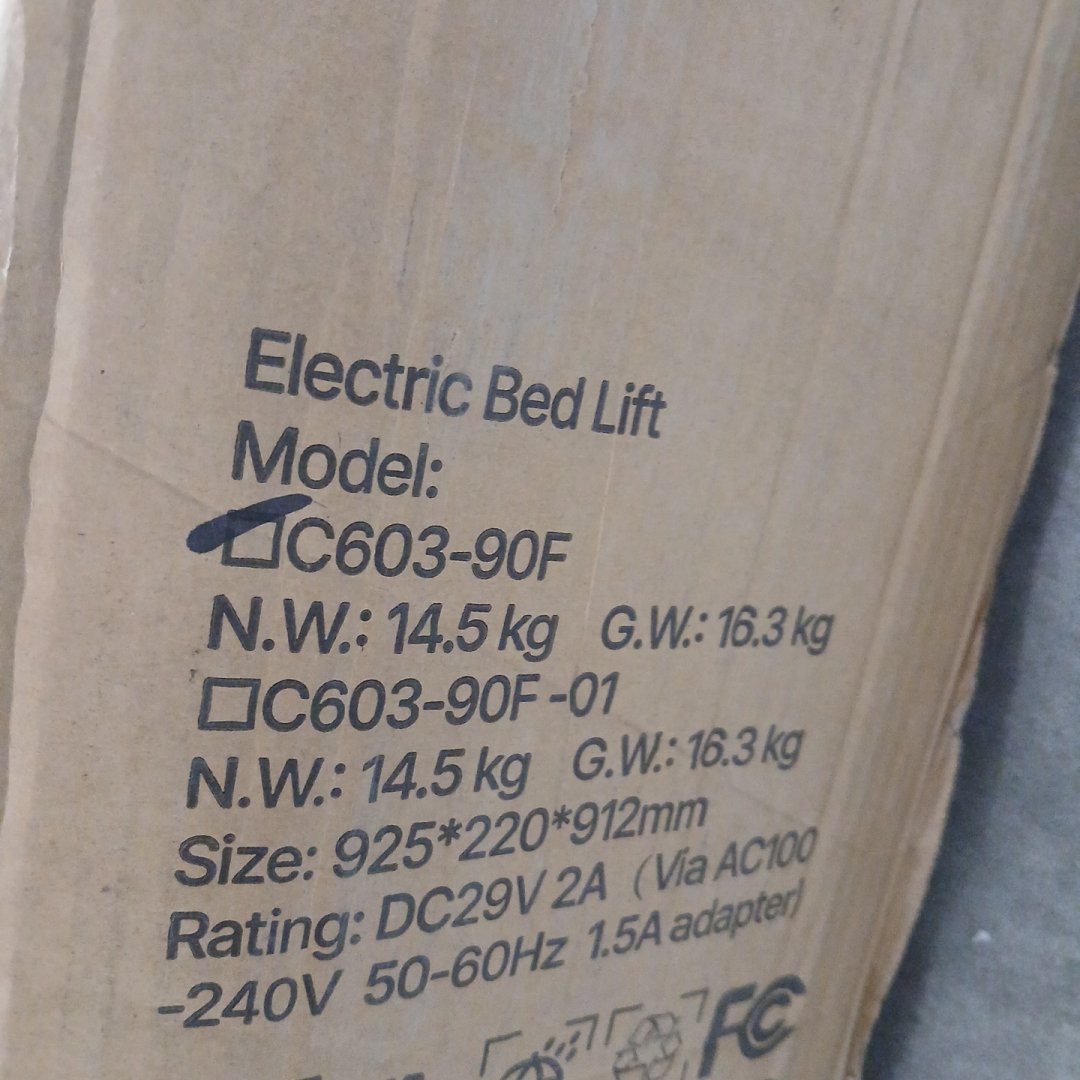 Electric Bed Lift
Model:
☐C603-90F
N.W.: 14.5 kg G.W.: 16.3 kg
☐C603-90F-01
N.W.: 14.5 kg G.W.: 16.3 kg
Size: 925*220*912mm
Rating: DC29V 2A (Via AC100
-240V 50-60Hz 1.5A adapter)
FC